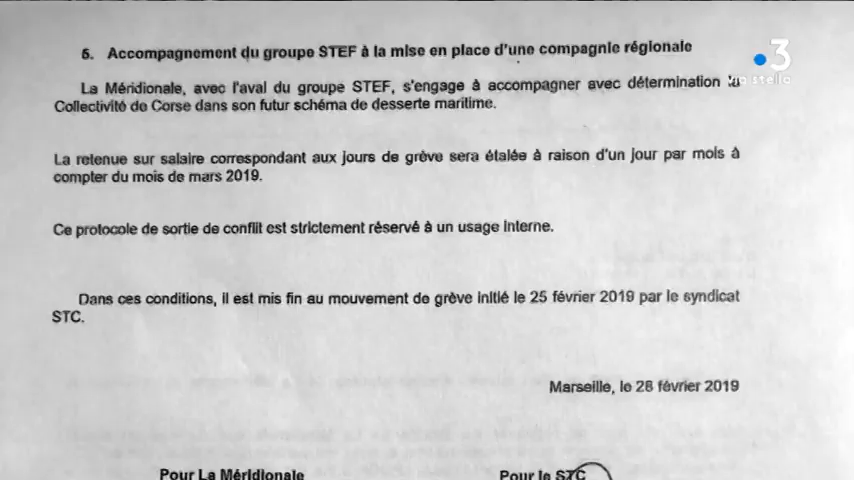 6. Accompagnement du groupe STEF à la mise en place d'une compagnie régionale
La Méridionale, avec l'aval du groupe STEF, s'engage à accompagner avec détermination la
Collectivité de Corse dans son futur schéma de desserte maritime.
La retenue sur salaire correspondant aux jours de grève sera étalée à raison d'un jour par mois à
compter du mois de mars 2019.
Ce protocole de sortie de conflit est strictement réservé à un usage interne.
Dans ces conditions, il est mis fin au mouvement de grève initié le 25 février 2019 par le syndicat
STC.
Marseille, le 28 février 2019
Pour La Méridionale Pour le STC
3
via stella